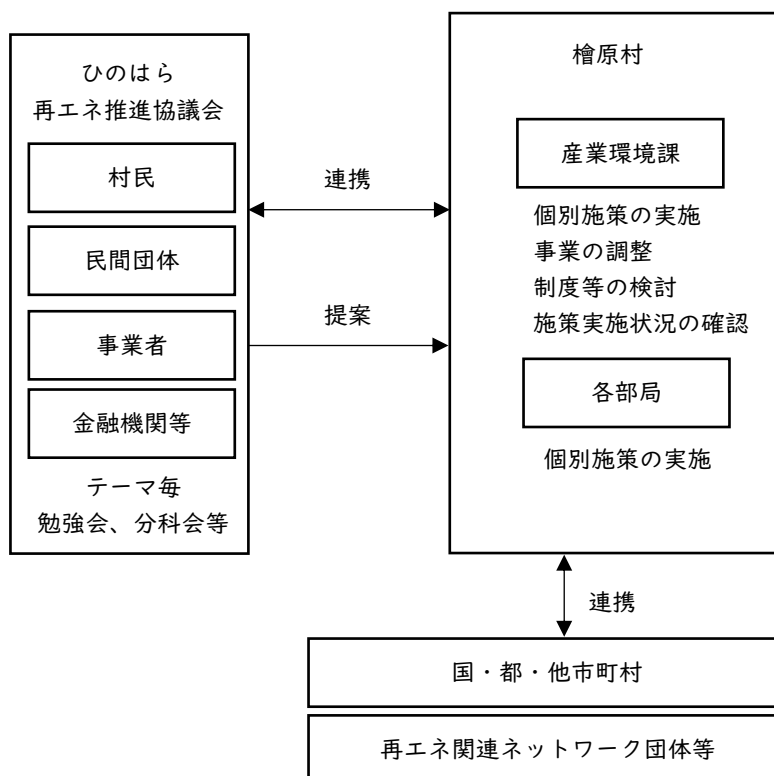 ひのはら
再エネ推進協議会
村民
民間団体
事業者
金融機関等
テーマ毎
勉強会、分科会等
連携
提案
檜原村
産業環境課
個別施策の実施
事業の調整
制度等の検討
施策実施状況の確認
各部局
個別施策の実施
連携
国・都・他市町村
再エネ関連ネットワーク団体等